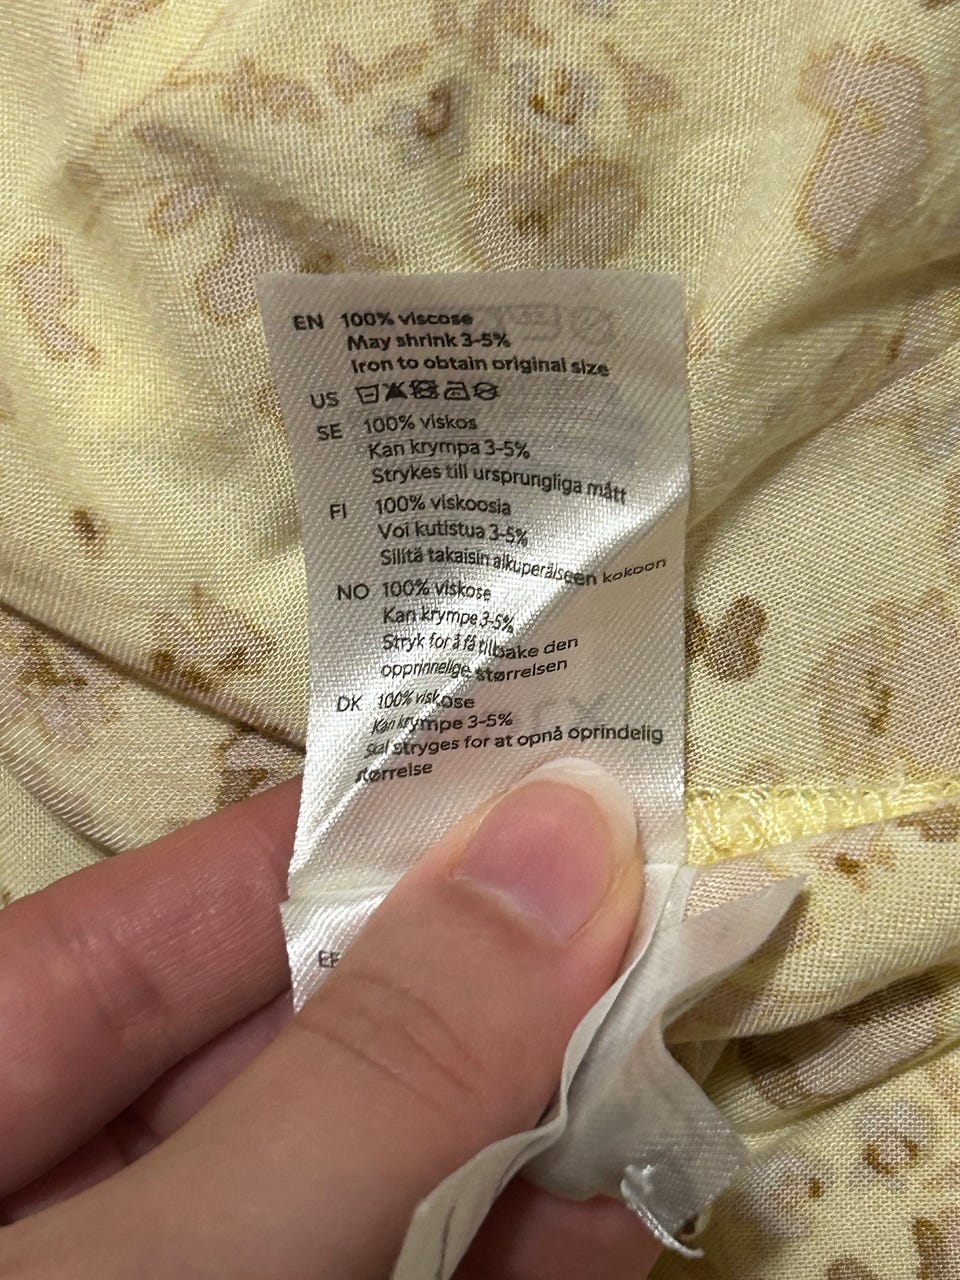 EN 100% viscose
May shrink 3-5%
Iron to obtain original size
US
SE 100% viskos
Kan krympa 3-5%
Strykes till ursprungliga mått
FI 100% viskoosia
Voi kutistua 3-5%
Silitä takaisin alkuperäiseen kokoon
NO 100% viskose
Kan krympe 3-5%
Stryk for å få tilbake den
opprinnelige størrelsen
DK 100% viskose
Kan krympe 3-5%
Skal stryges for at opnå oprindelig
størrelse
EE